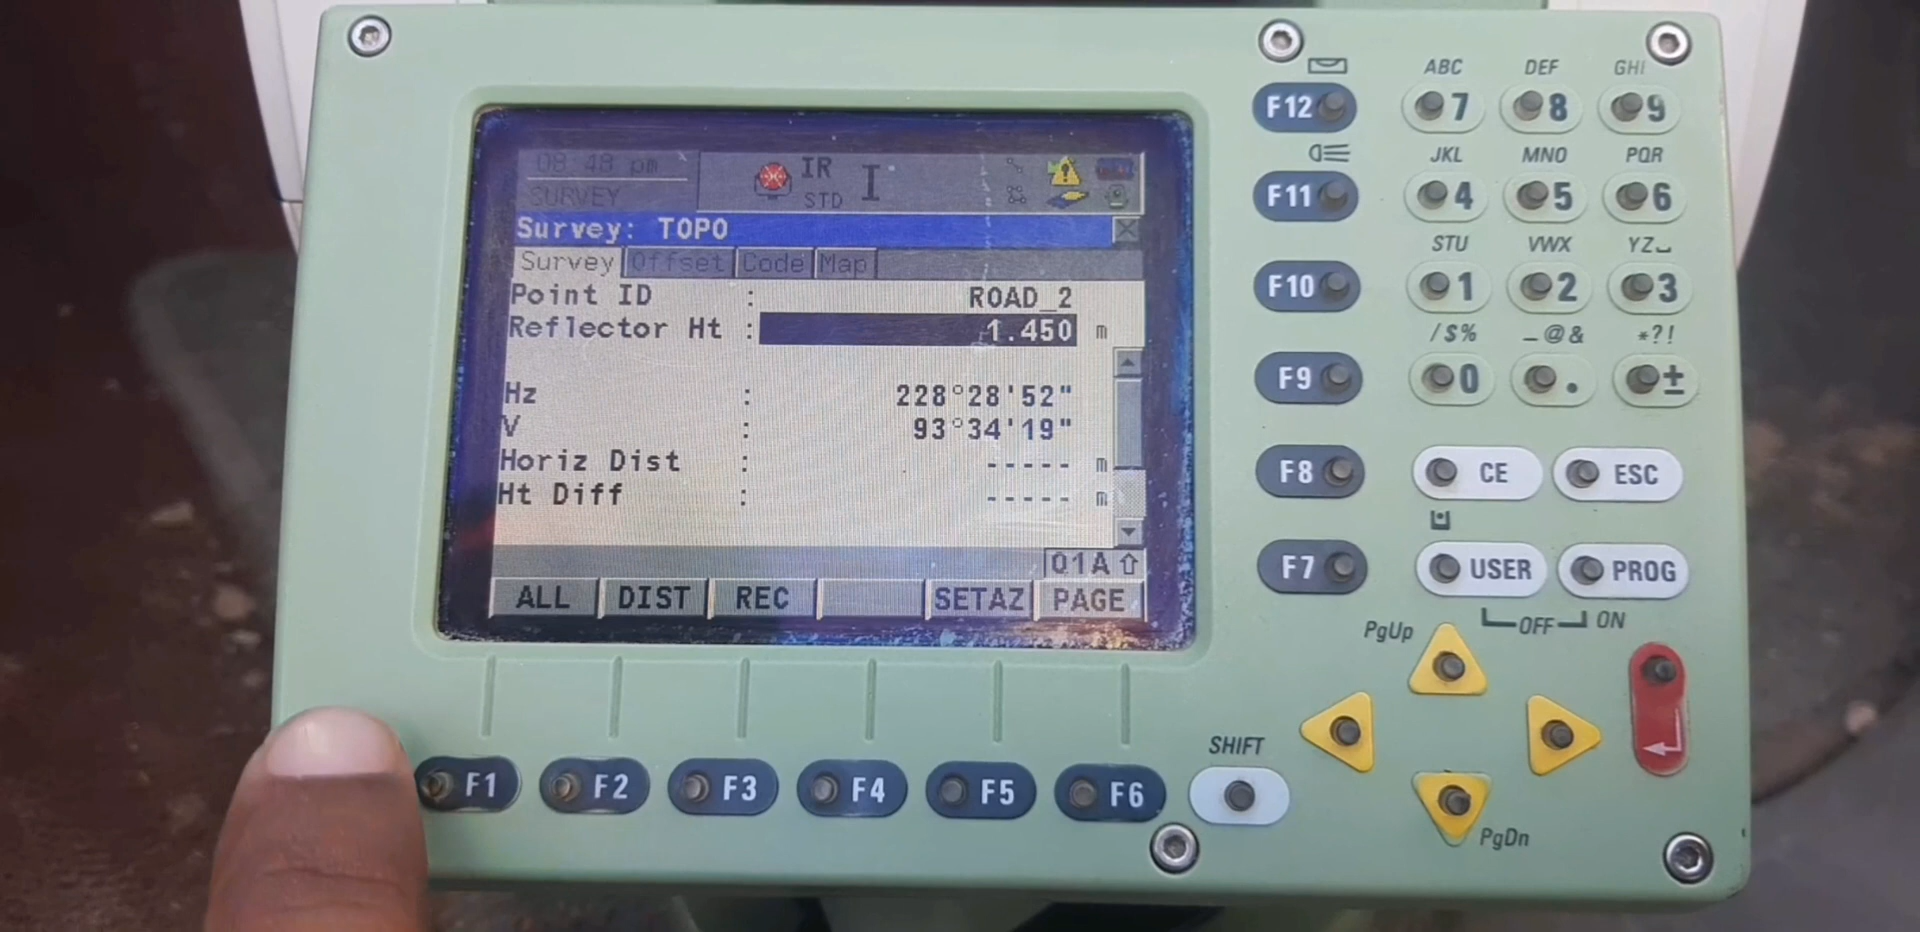 08:48 pm
SURVEY
IR
STD
I
Survey: TOPO
Survey Offset Code Map
Point ID : ROAD_2
Reflector Ht : 1.450 m
Hz : 228°28'52"
V : 93°34'19"
Horiz Dist : ----- m
Ht Diff : ----- m
Q1A⇧
ALL DIST REC SETAZ PAGE
F1 F2 F3 F4 F5 F6
SHIFT
F12
F11
F10
F9
F8
F7
ABC DEF GHI
7 8 9
JKL MNO PQR
4 5 6
STU VWX YZ⎵
1 2 3
/$% _@& *?!
0 . ±
CE ESC
USER PROG
OFF ON
PgUp
PgDn